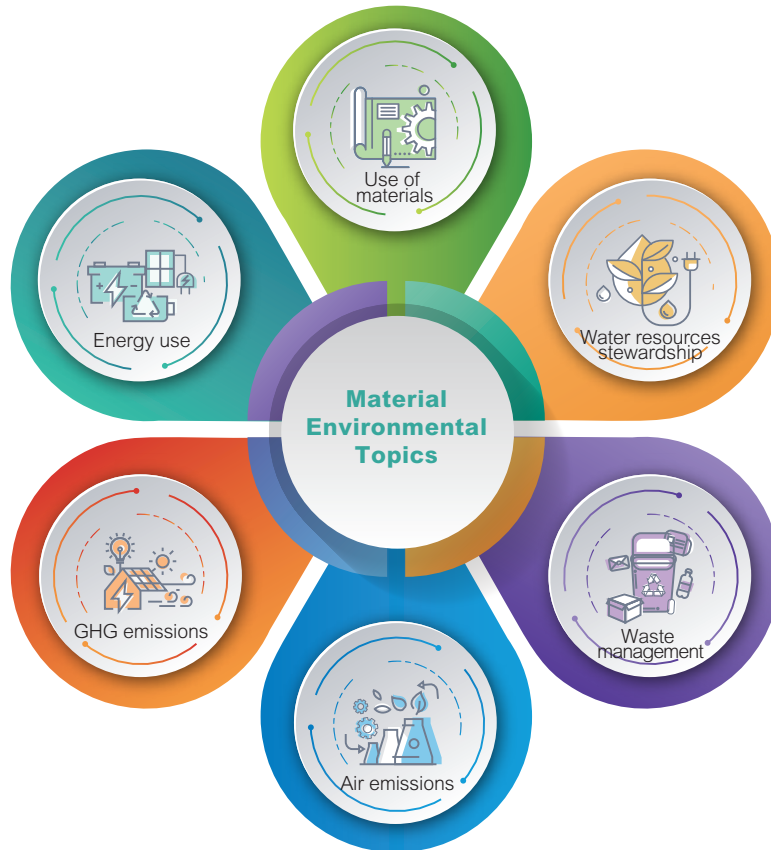 Use of
materials
Energy use
Water resources
stewardship
Material
Environmental
Topics
GHG emissions
Waste
management
Air emissions